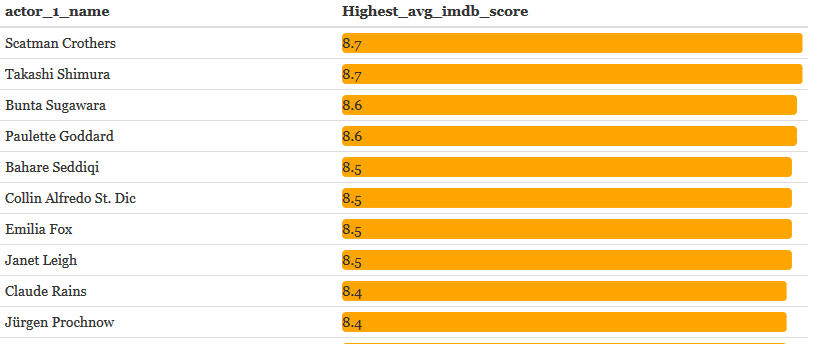 actor_1_name Highest_avg_imdb_score
Scatman Crothers 8.7
Takashi Shimura 8.7
Bunta Sugawara 8.6
Paulette Goddard 8.6
Bahare Seddiqi 8.5
Collin Alfredo St. Dic 8.5
Emilia Fox 8.5
Janet Leigh 8.5
Claude Rains 8.4
Jürgen Prochnow 8.4